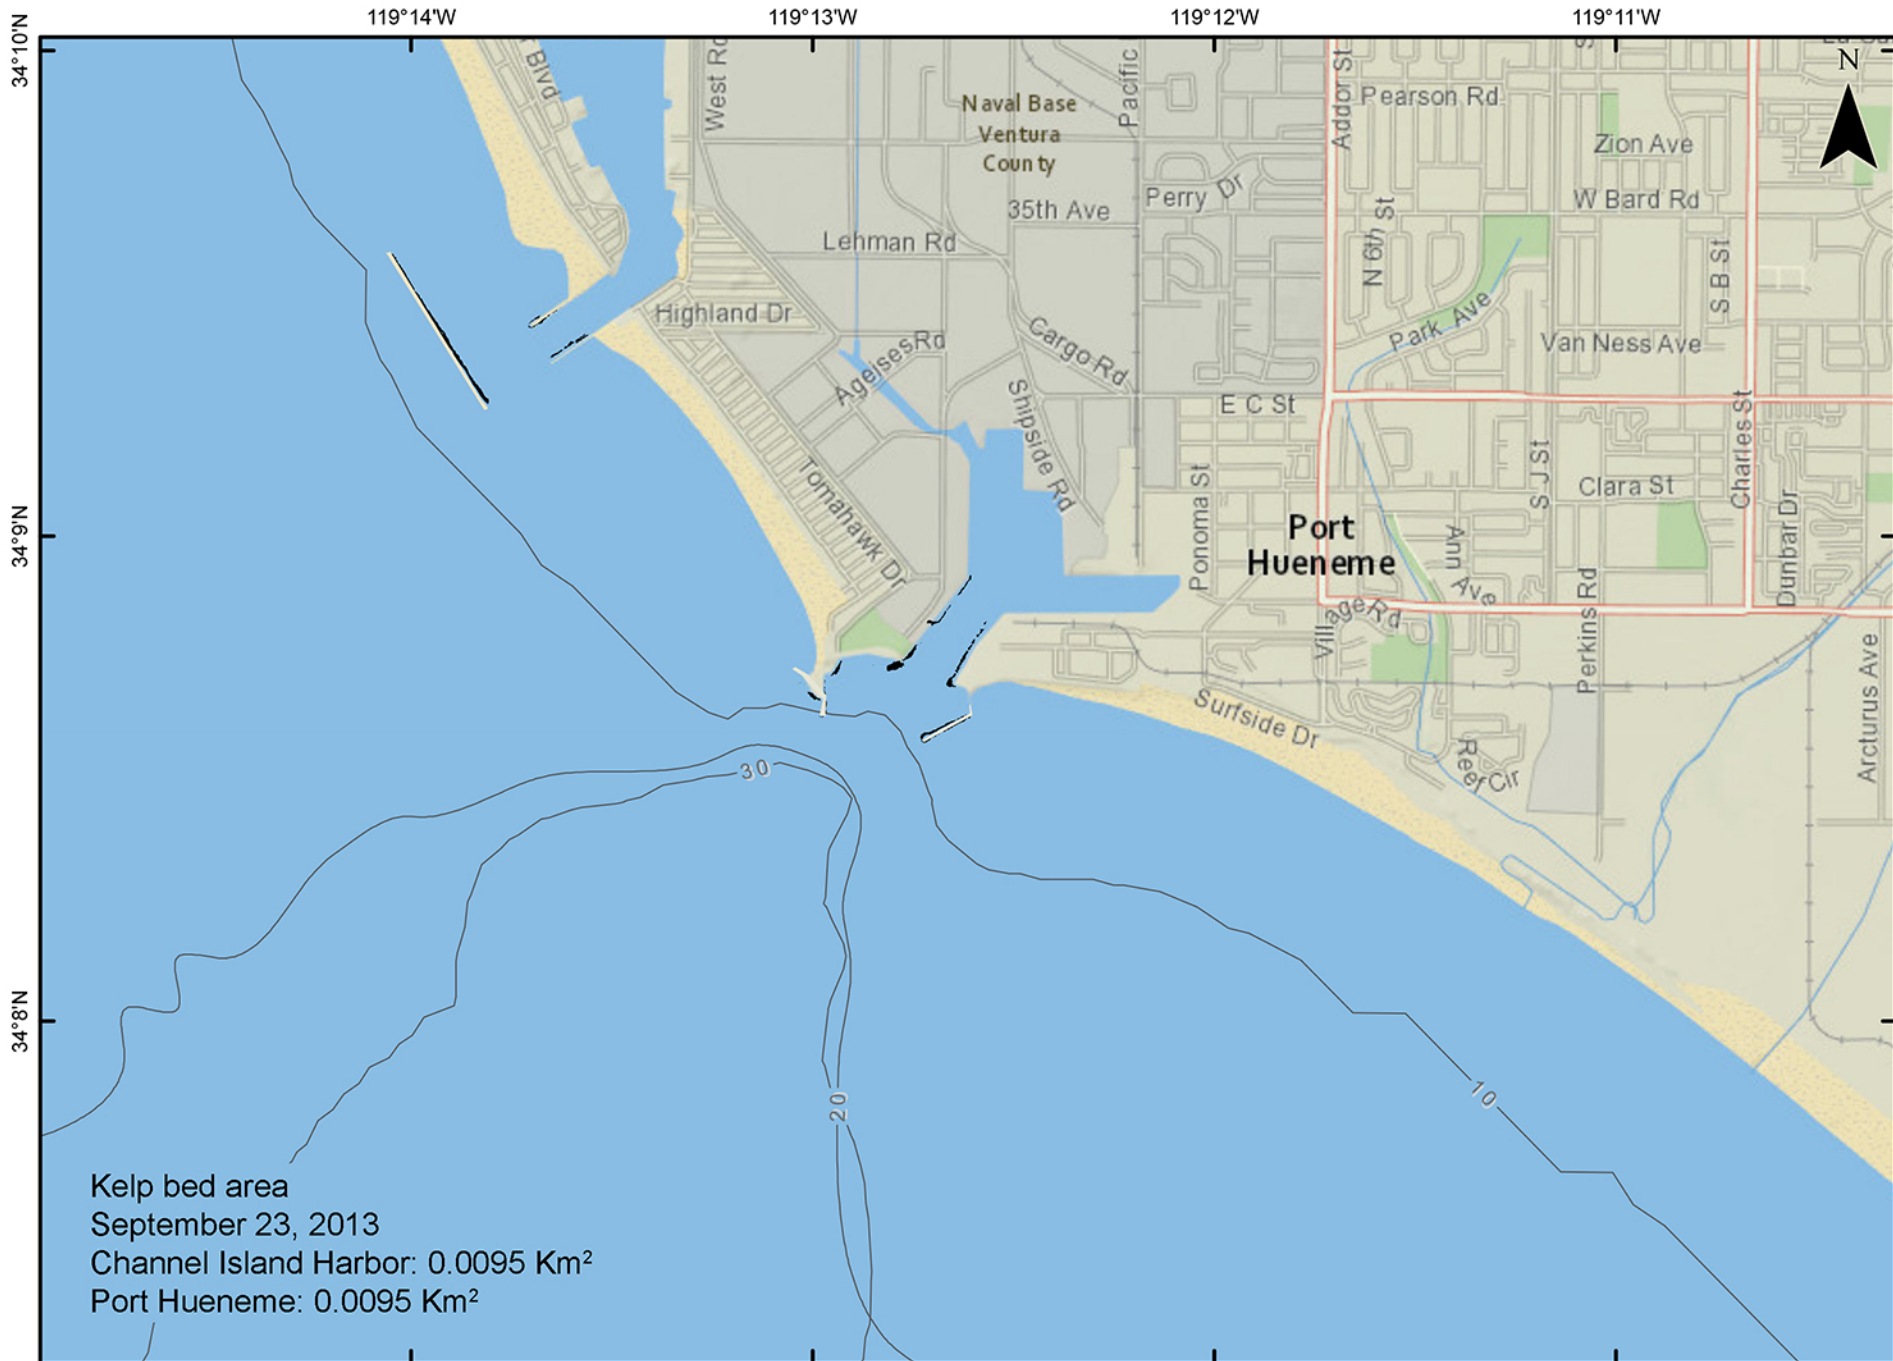 119°14'W
119°13'W
119°12'W
119°11'W
34°10'N
34°9'N
34°8'N
N
Blvd
West Rd
Naval Base
Ventura
County
Pacific
Addor St
Pearson Rd
Zion Ave
W Bard Rd
Perry Dr
35th Ave
Lehman Rd
N 6th St
S B St
Highland Dr
Park Ave
Van Ness Ave
Ageises Rd
Cargo Rd
Shipside Rd
E C St
Charles St
Tomahawk Dr
Ponoma St
S J St
Clara St
Port
Hueneme
Ann Ave
Dunbar Dr
Village Rd
Perkins Rd
Arcturus Ave
Surfside Dr
Reef Cir
30
20
10
Kelp bed area
September 23, 2013
Channel Island Harbor: 0.0095 Km²
Port Hueneme: 0.0095 Km²